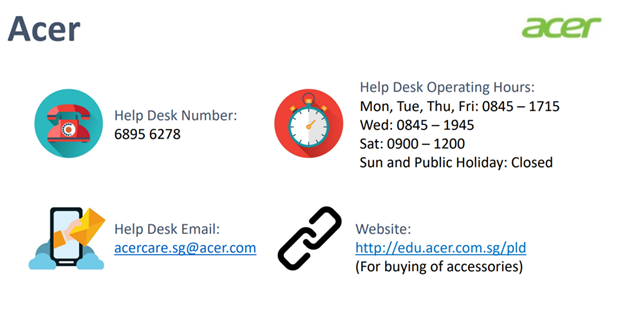 Acer
acer
Help Desk Number:
6895 6278
Help Desk Operating Hours:
Mon, Tue, Thu, Fri: 0845 – 1715
Wed: 0845 – 1945
Sat: 0900 – 1200
Sun and Public Holiday: Closed
Help Desk Email:
acercare.sg@acer.com
Website:
http://edu.acer.com.sg/pld
(For buying of accessories)